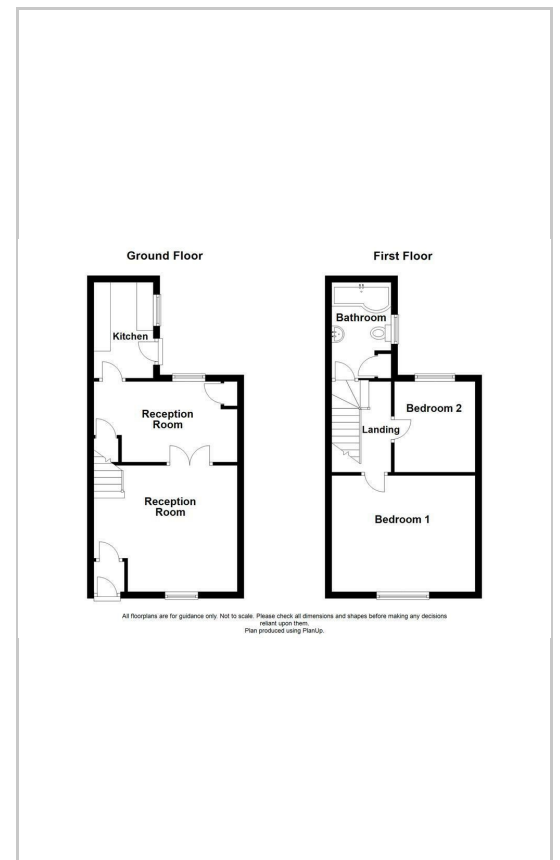 Ground Floor
First Floor
Kitchen
Bathroom
Reception
Room
Bedroom 2
Landing
Reception
Room
Bedroom 1
All floorplans are for guidance only. Not to scale. Please check all dimensions and shapes before making any decisions
reliant upon them.
Plan produced using PlanUp.